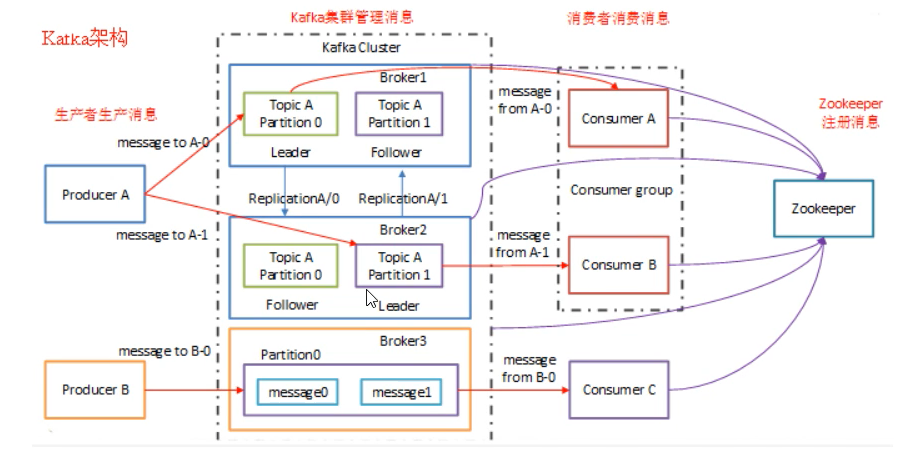 Kafka架构
Kafka集群管理消息
消费者消费消息
Kafka Cluster
生产者生产消息
Zookeeper
注册消息
Broker1
Topic A
Partition 0
Topic A
Partition 1
Leader
Follower
message
from A-0
Consumer A
message to A-0
Producer A
message to A-1
ReplicationA/0
ReplicationA/1
Consumer group
Zookeeper
Broker2
Topic A
Partition 0
Topic A
Partition 1
Follower
Leader
message
from A-1
Consumer B
Broker3
message to B-0
Producer B
Partition0
message0
message1
message
from B-0
Consumer C